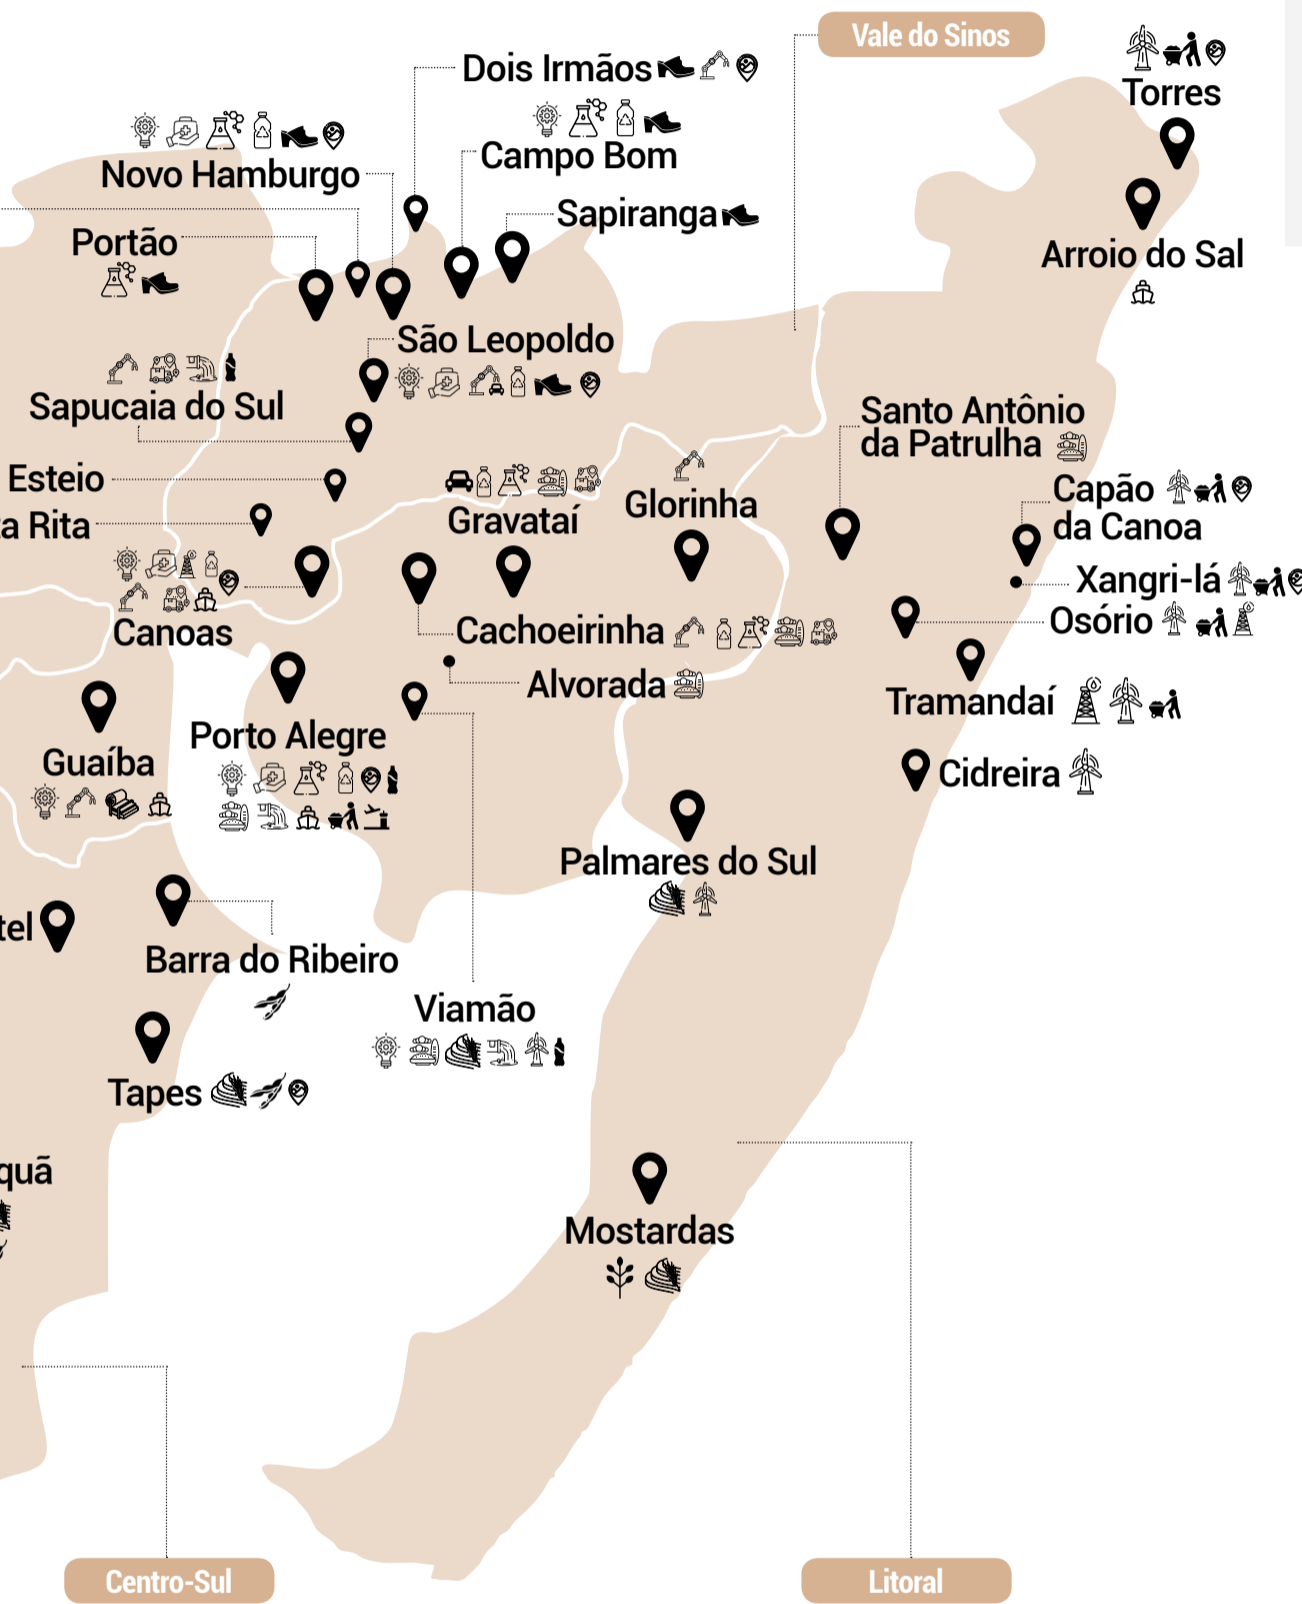 Vale do Sinos
Dois Irmãos
Torres
Campo Bom
Novo Hamburgo
Sapiranga
Portão
Arroio do Sal
São Leopoldo
Sapucaia do Sul
Santo Antônio
da Patrulha
Esteio
Glorinha
Capão
da Canoa
Gravataí
ta Rita
Xangri-lá
Osório
Canoas
Cachoeirinha
Alvorada
Tramandaí
Porto Alegre
Guaíba
Cidreira
Palmares do Sul
tel
Barra do Ribeiro
Viamão
Tapes
quã
Mostardas
Centro-Sul
Litoral